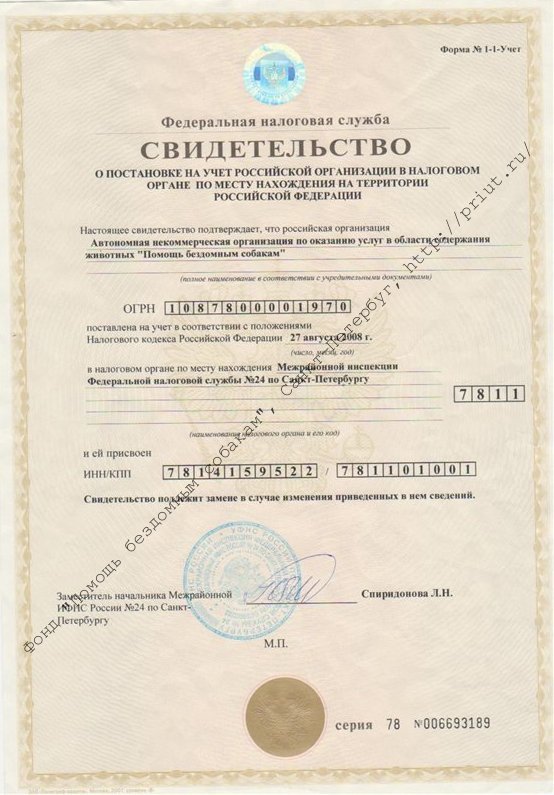 Форма № 1-1-Учет
Федеральная налоговая служба
СВИДЕТЕЛЬСТВО
О ПОСТАНОВКЕ НА УЧЕТ РОССИЙСКОЙ ОРГАНИЗАЦИИ В НАЛОГОВОМ
ОРГАНЕ ПО МЕСТУ НАХОЖДЕНИЯ НА ТЕРРИТОРИИ
РОССИЙСКОЙ ФЕДЕРАЦИИ
Настоящее свидетельство подтверждает, что российская организация
Автономная некоммерческая организация по оказанию услуг в области содержания
животных "Помощь бездомным собакам"
(полное наименование в соответствии с учредительными документами)
ОГРН 1087800001970
поставлена на учет в соответствии с положениями
Налогового кодекса Российской Федерации 27 августа 2008 г.
(число, месяц, год)
в налоговом органе по месту нахождения Межрайонной инспекции
Федеральной налоговой службы №24 по Санкт-Петербургу
7811
(наименование налогового органа и его код)
и ей присвоен
ИНН/КПП 7814159522 / 781101001
Свидетельство подлежит замене в случае изменения приведенных в нем сведений.
Заместитель начальника Межрайонной
ИФНС России №24 по Санкт-
Петербургу
Спиридонова Л.Н.
М.П.
серия 78 №006693189
Фонд "Помощь бездомным собакам", Санкт-Петербург, http://priut.ru/